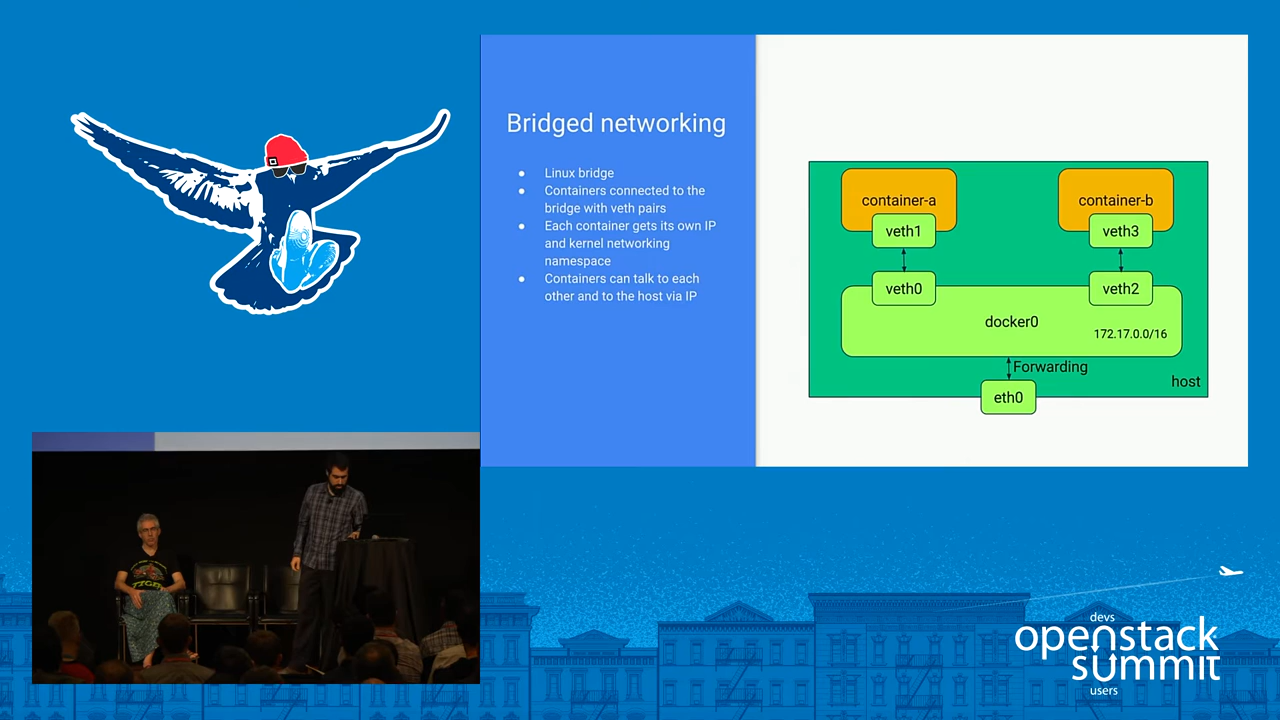 Bridged networking
Linux bridge
Containers connected to the
bridge with veth pairs
Each container gets its own IP
and kernel networking
namespace
Containers can talk to each
other and to the host via IP
container-a
container-b
veth1
veth3
veth0
veth2
docker0
172.17.0.0/16
Forwarding
host
eth0
devs
openstack
summit
users